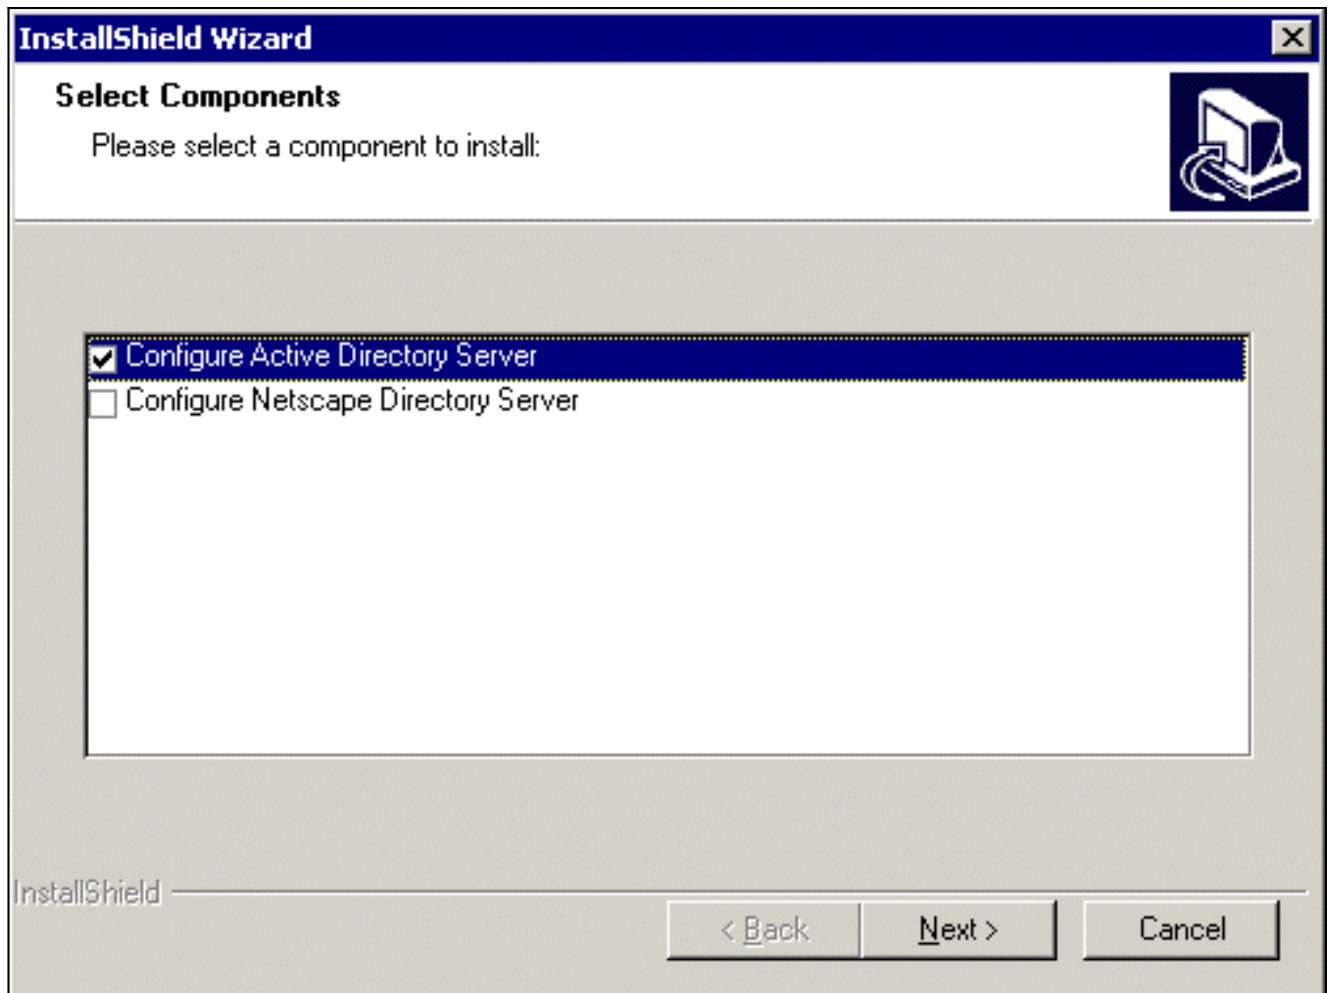 InstallShield Wizard
Select Components
Please select a component to install:
Configure Active Directory Server
Configure Netscape Directory Server
InstallShield
< Back Next > Cancel